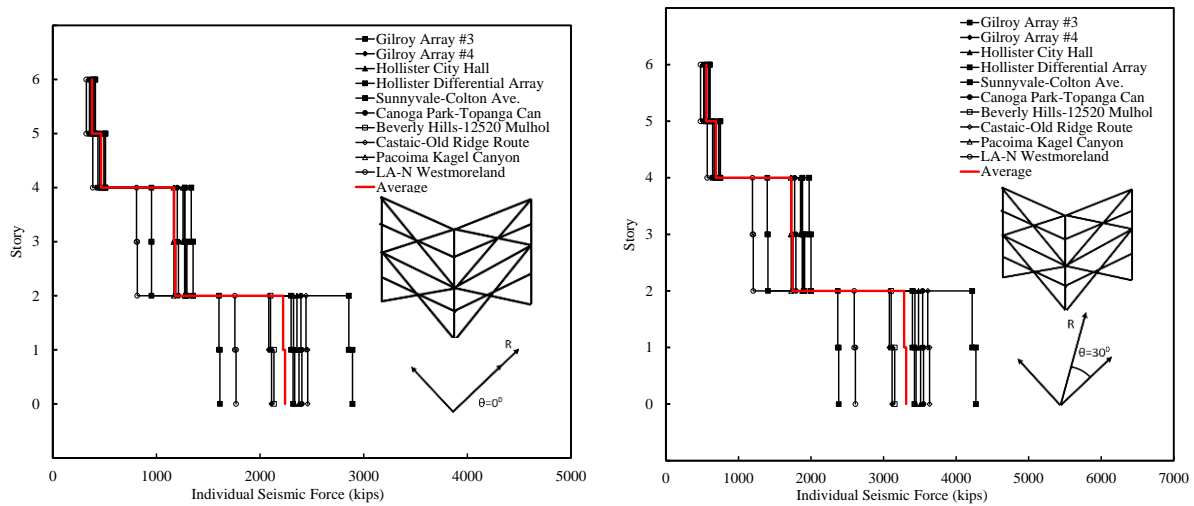 Gilroy Array #3
Gilroy Array #4
Hollister City Hall
Hollister Differential Array
Sunnyvale-Colton Ave.
Canoga Park-Topanga Can
Beverly Hills-12520 Mulhol
Castaic-Old Ridge Route
Pacoima Kagel Canyon
LA-N Westmoreland
Average
6
5
4
3
2
1
0
Story
R
θ=0⁰
0 1000 2000 3000 4000 5000
Individual Seismic Force (kips)
Gilroy Array #3
Gilroy Array #4
Hollister City Hall
Hollister Differential Array
Sunnyvale-Colton Ave.
Canoga Park-Topanga Can
Beverly Hills-12520 Mulhol
Castaic-Old Ridge Route
Pacoima Kagel Canyon
LA-N Westmoreland
Average
6
5
4
3
2
1
0
Story
R
θ=30⁰
0 1000 2000 3000 4000 5000 6000 7000
Individual Seismic Force (kips)